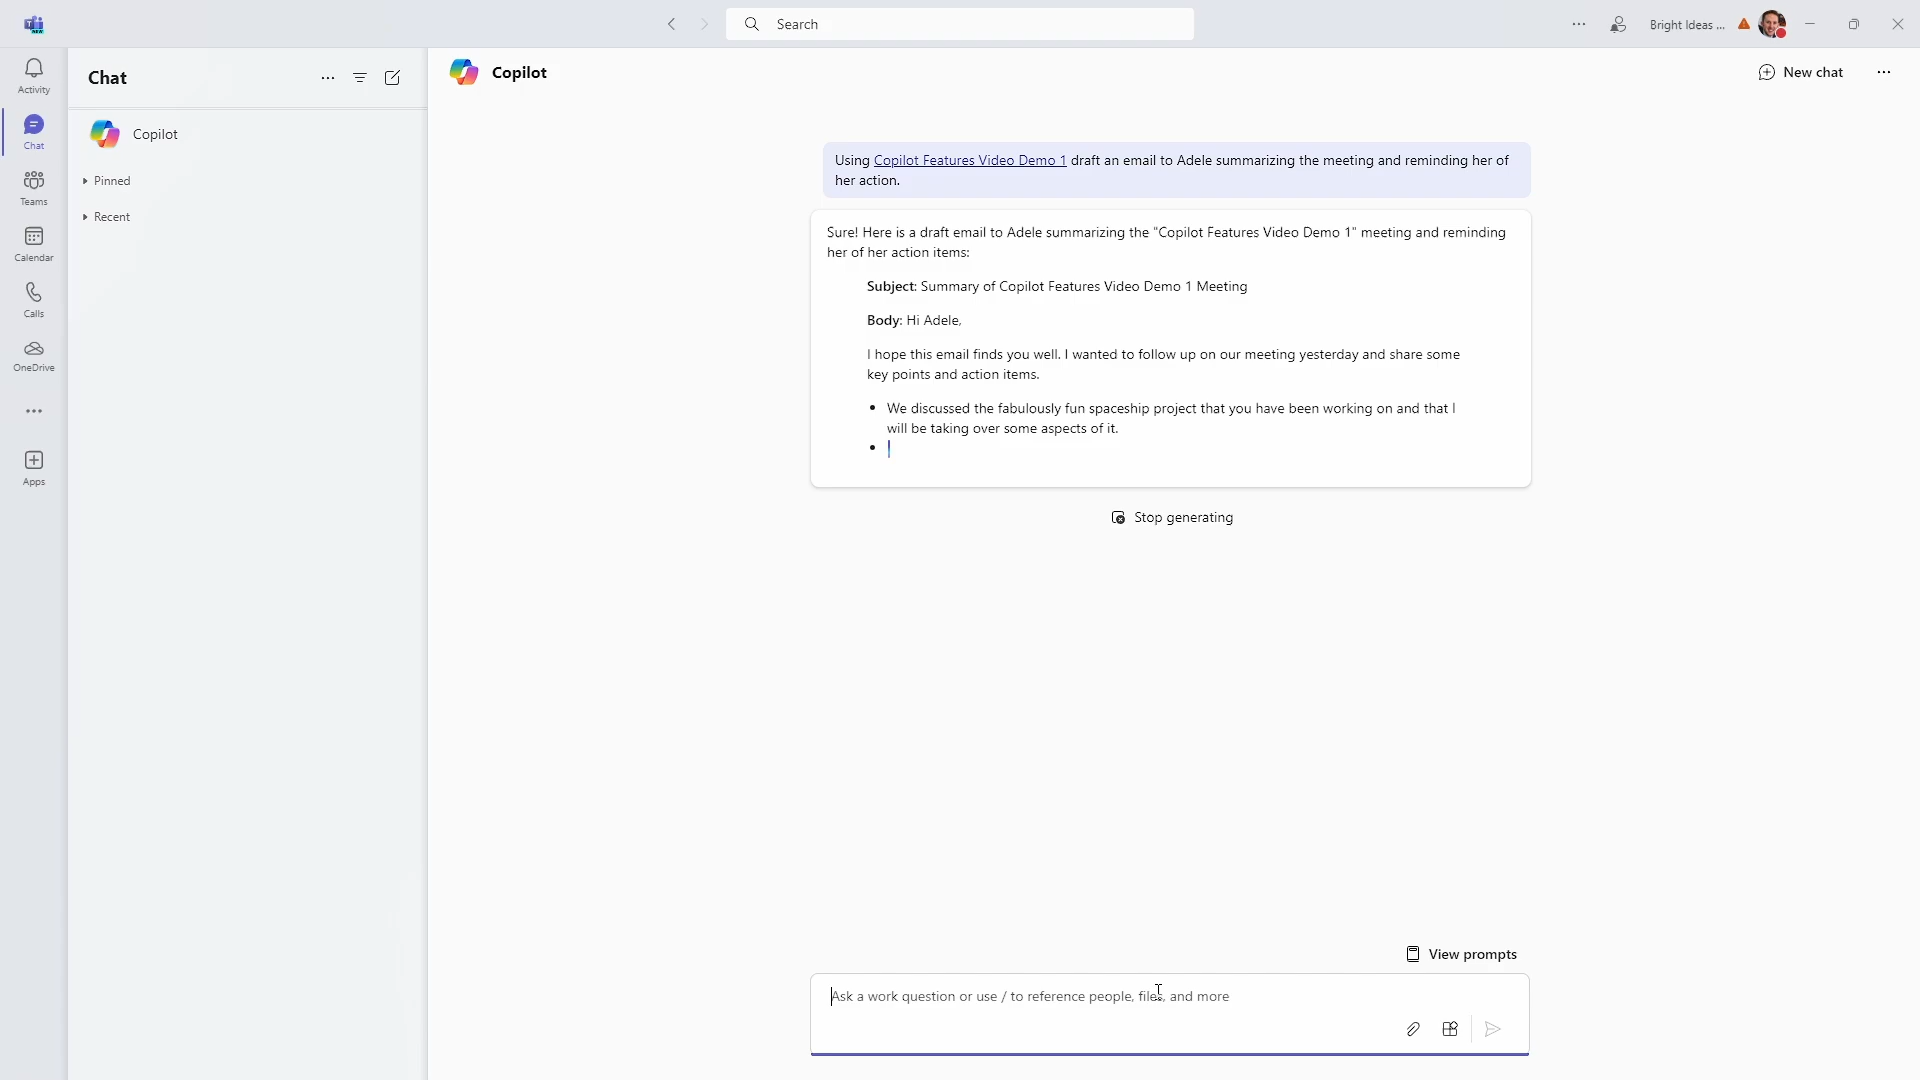 Search
Bright Ideas ...
Activity
Chat
Teams
Calendar
Calls
OneDrive
Apps
Chat
Copilot
Pinned
Recent
Copilot
New chat
Using Copilot Features Video Demo 1 draft an email to Adele summarizing the meeting and reminding her of
her action.
Sure! Here is a draft email to Adele summarizing the "Copilot Features Video Demo 1" meeting and reminding
her of her action items:
Subject: Summary of Copilot Features Video Demo 1 Meeting
Body: Hi Adele,
I hope this email finds you well. I wanted to follow up on our meeting yesterday and share some
key points and action items.
• We discussed the fabulously fun spaceship project that you have been working on and that I
will be taking over some aspects of it.
•
Stop generating
View prompts
Ask a work question or use / to reference people, files, and more